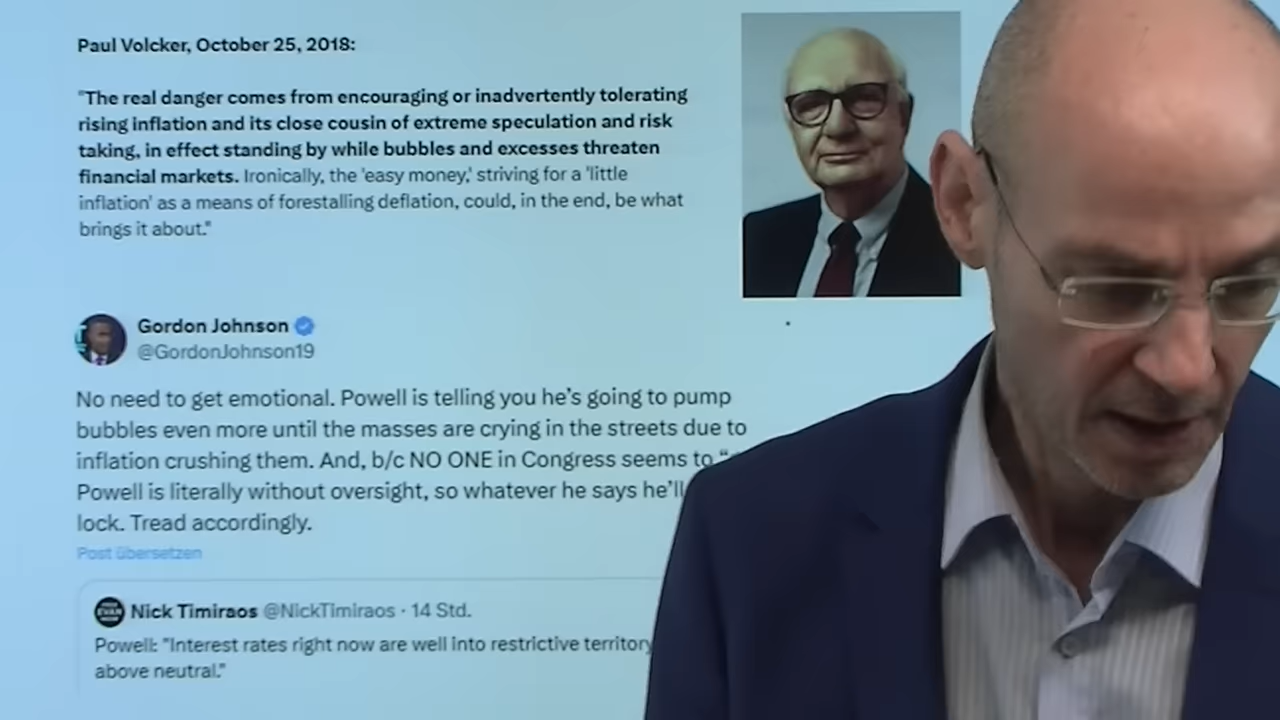 Paul Volcker, October 25, 2018:
"The real danger comes from encouraging or inadvertently tolerating
rising inflation and its close cousin of extreme speculation and risk
taking, in effect standing by while bubbles and excesses threaten
financial markets. Ironically, the 'easy money,' striving for a 'little
inflation' as a means of forestalling deflation, could, in the end, be what
brings it about."
Gordon Johnson
@GordonJohnson19
No need to get emotional. Powell is telling you he's going to pump
bubbles even more until the masses are crying in the streets due to
inflation crushing them. And, b/c NO ONE in Congress seems to
Powell is literally without oversight, so whatever he says he'll
lock. Tread accordingly.
Post übersetzen
Nick Timiraos @NickTimiraos · 14 Std.
Powell: "Interest rates right now are well into restrictive territory
above neutral."